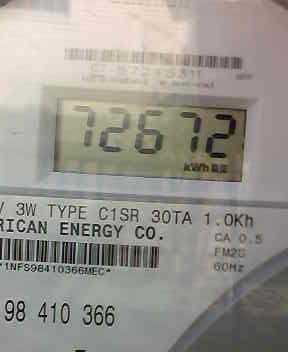 72672
kWh
V 3W TYPE C1SR 30TA 1.0Kh
RICAN ENERGY CO.
CA 0.5
FM2S
60Hz
*1NFS98410366MEC*
98 410 366